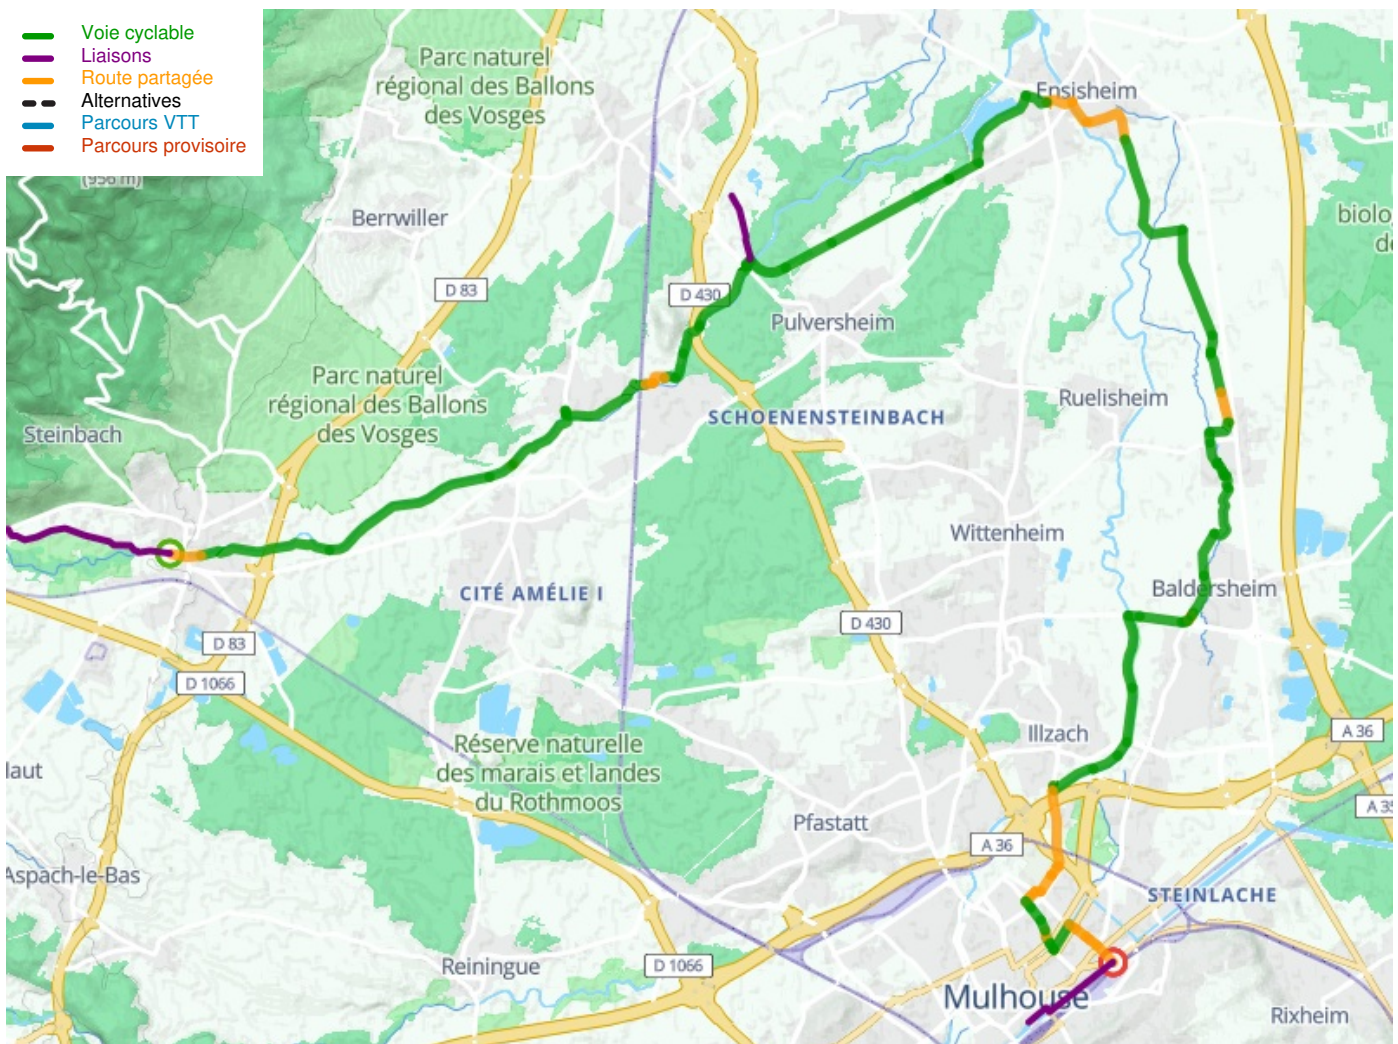 Voie cyclable
Liaisons
Route partagée
Alternatives
Parcours VTT
Parcours provisoire
(956 m)
Parc naturel
régional des Ballons
des Vosges
Ensisheim
Berrwiller
D 83
D 430
Pulversheim
Parc naturel
régional des Ballons
des Vosges
Ruelisheim
SCHOENENSTEINBACH
Steinbach
Wittenheim
CITÉ AMÉLIE I
Baldersheim
D 430
D 83
D 1066
Illzach
A 36
Réserve naturelle
des marais et landes
du Rothmoos
Pfastatt
A 36
Aspach-le-Bas
STEINLACHE
Reiningue
D 1066
Mulhouse
Rixheim